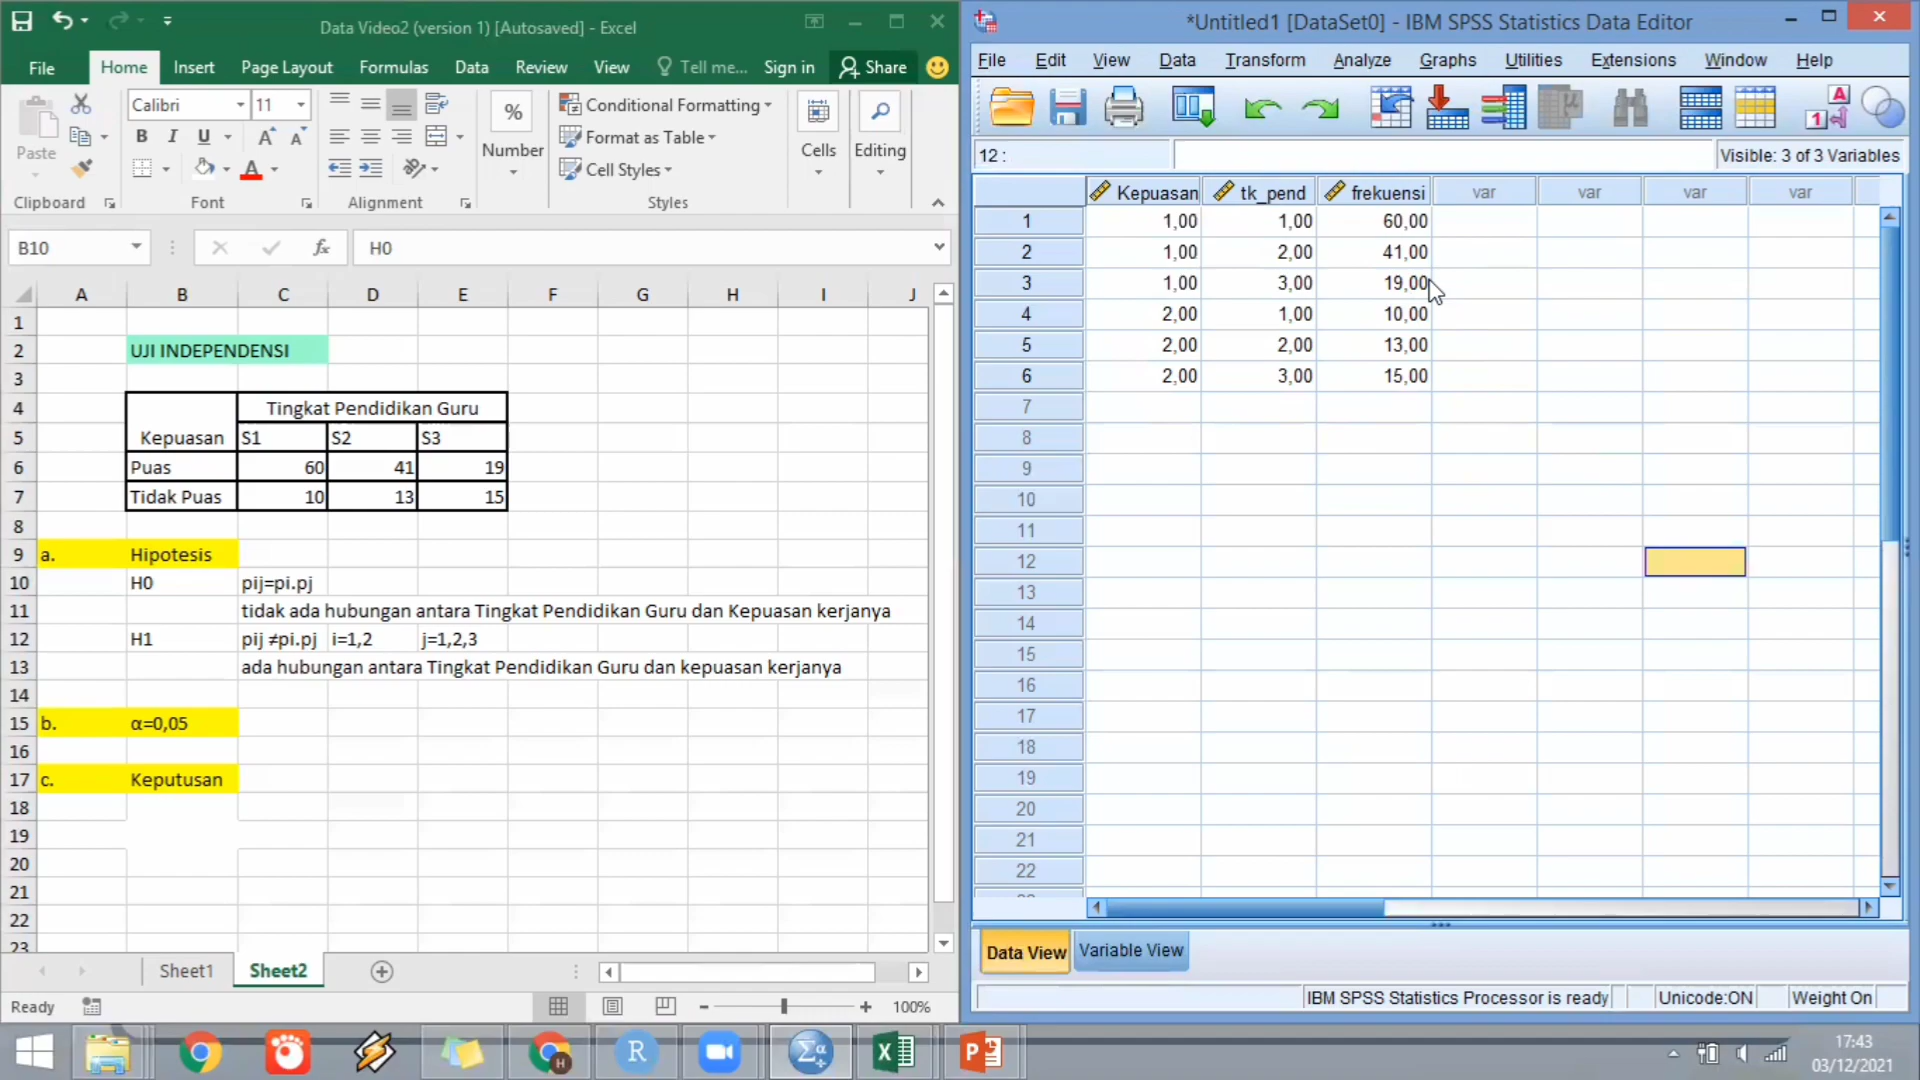 Data Video2 (version 1) [Autosaved] - Excel
File Home Insert Page Layout Formulas Data Review View Tell me... Sign in Share
Paste
Clipboard
Calibri 11
B I U
A A
A
Font
Alignment
%
Number
Conditional Formatting
Format as Table
Cell Styles
Styles
Cells
Editing
B10 fx H0
A B C D E F G H I J
1
2 UJI INDEPENDENSI
3
4 Tingkat Pendidikan Guru
5 Kepuasan S1 S2 S3
6 Puas 60 41 19
7 Tidak Puas 10 13 15
8
9 a. Hipotesis
10 H0 pij=pi.pj
11 tidak ada hubungan antara Tingkat Pendidikan Guru dan Kepuasan kerjanya
12 H1 pij ≠pi.pj i=1,2 j=1,2,3
13 ada hubungan antara Tingkat Pendidikan Guru dan kepuasan kerjanya
14
15 b. α=0,05
16
17 c. Keputusan
18
19
20
21
22
23
Sheet1 Sheet2
Ready 100%
*Untitled1 [DataSet0] - IBM SPSS Statistics Data Editor
File Edit View Data Transform Analyze Graphs Utilities Extensions Window Help
A
1
12 : Visible: 3 of 3 Variables
Kepuasan tk_pend frekuensi var var var var
1 1,00 1,00 60,00
2 1,00 2,00 41,00
3 1,00 3,00 19,00
4 2,00 1,00 10,00
5 2,00 2,00 13,00
6 2,00 3,00 15,00
7
8
9
10
11
12
13
14
15
16
17
18
19
20
21
22
Data View Variable View
IBM SPSS Statistics Processor is ready Unicode:ON Weight On
H R Σα X P
17:43
03/12/2021